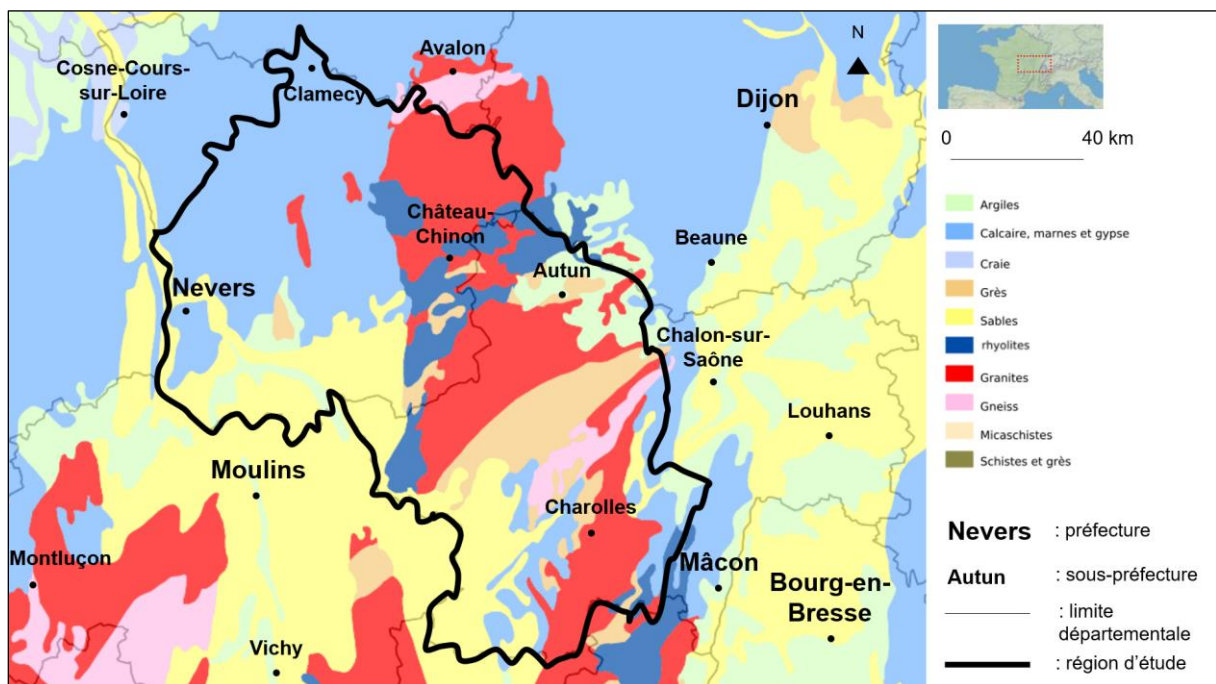 Cosne-Cours-
sur-Loire
Clamecy
Avalon
N
Dijon
Château-
Chinon
Autun
Beaune
Nevers
Chalon-sur-
Saône
Louhans
Moulins
Charolles
Montluçon
Mâcon
Bourg-en-
Bresse
Vichy
0 40 km
Argiles
Calcaire, marnes et gypse
Craie
Grès
Sables
rhyolites
Granites
Gneiss
Micaschistes
Schistes et grès
Nevers : préfecture
Autun : sous-préfecture
: limite
départementale
: région d'étude